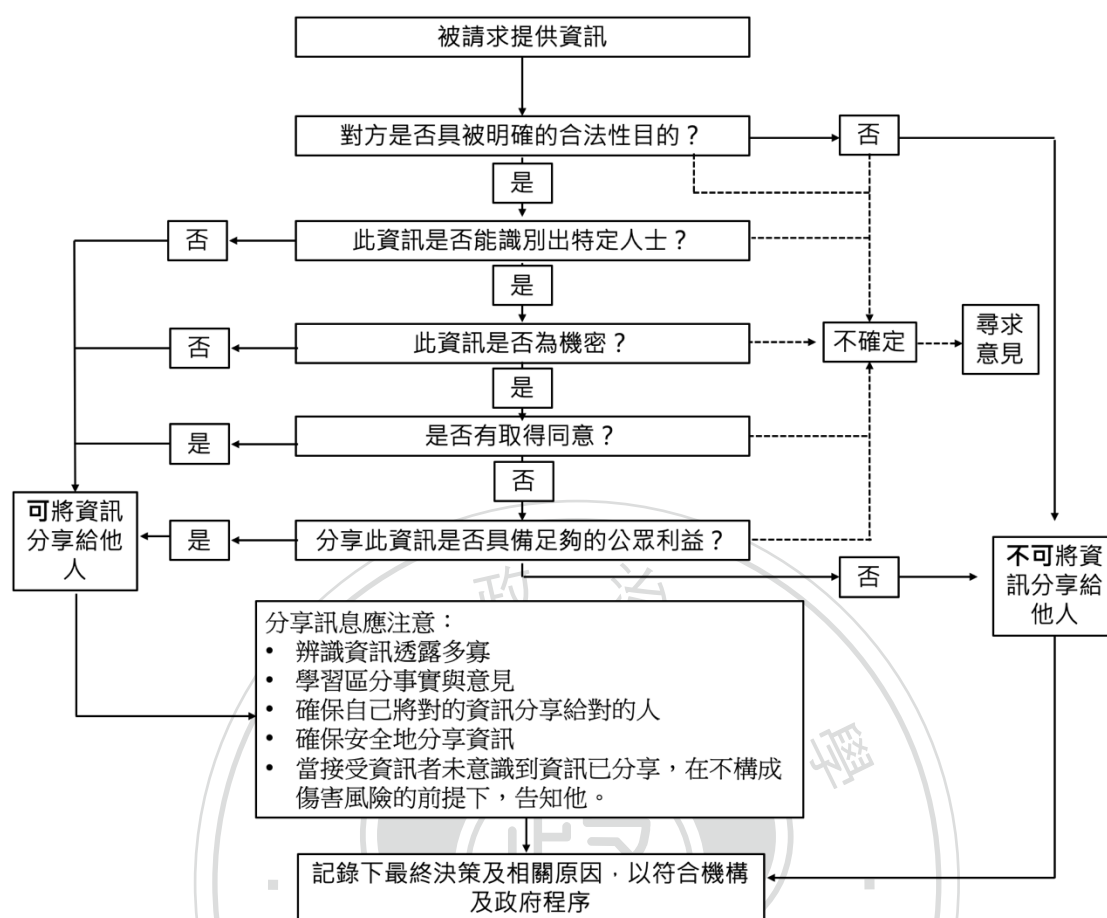 被請求提供資訊
對方是否具被明確的合法性目的？
否
是
否
此資訊是否能識別出特定人士？
是
否
此資訊是否為機密？
不確定
尋求
意見
是
是
是否有取得同意？
否
可將資訊
分享給他
人
是
分享此資訊是否具備足夠的公眾利益？
否
不可將資
訊分享給
他人
政 治
學
分享訊息應注意：
• 辨識資訊透露多寡
• 學習區分事實與意見
• 確保自己將對的資訊分享給對的人
• 確保安全地分享資訊
• 當接受資訊者未意識到資訊已分享，在不構成
傷害風險的前提下，告知他。
記錄下最終決策及相關原因，以符合機構
及政府程序